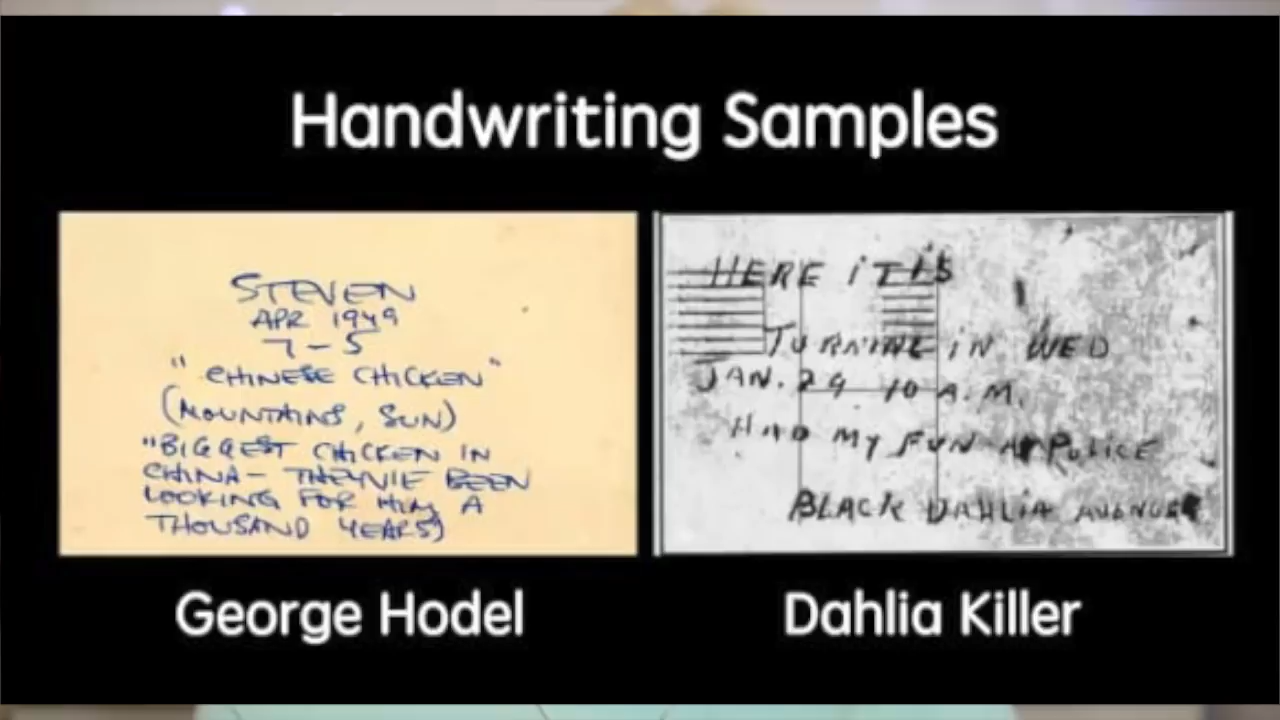 Handwriting Samples
STEVEN
APR 1949
7-5
"CHINESE CHICKEN"
(MOUNTAINS, SUN)
"BIGGEST CHICKEN IN
CHINA- THEY'VE BEEN
LOOKING FOR HIM A
THOUSAND YEARS)
HERE iT iS
TURNING iN WED
JAN. 29 10 A.M.
HAD MY FUN AT POLiCE
BLACK DAHLiA AVENGER
George Hodel
Dahlia Killer